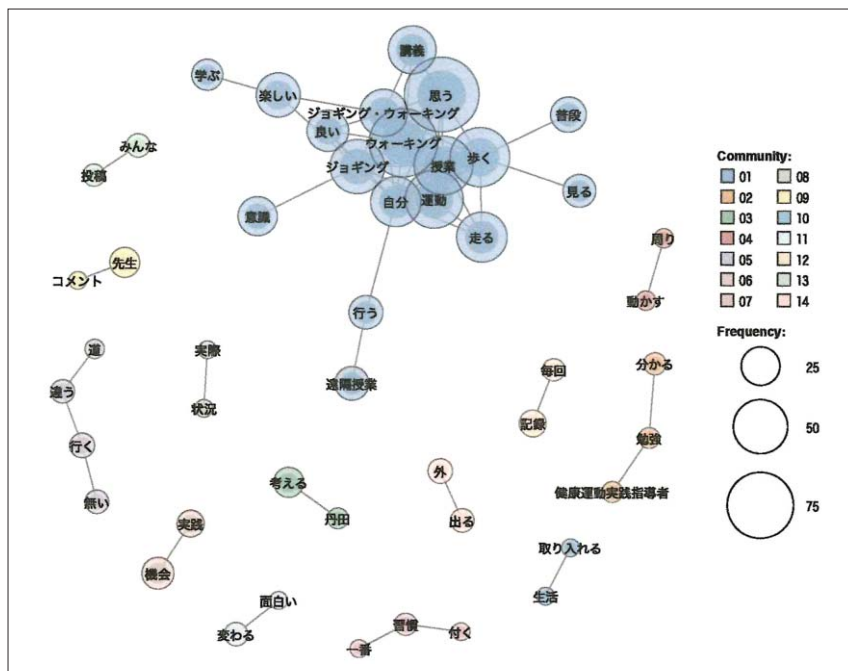 講義
学ぶ
楽しい
思う
ジョギング・ウォーキング
普段
良い
ウォーキング
みんな
ジョギング
授業
歩く
投稿
自分
運動
見る
意識
走る
先生
コメント
周り
動かす
行う
道
実際
分かる
毎回
違う
遠隔授業
状況
記録
勉強
行く
外
考える
健康運動実践指導者
無い
丹田
出る
実践
取り入れる
機会
生活
面白い
変わる
習慣
付く
一番
Community:
01 08
02 09
03 10
04 11
05 12
06 13
07 14
Frequency:
25
50
75